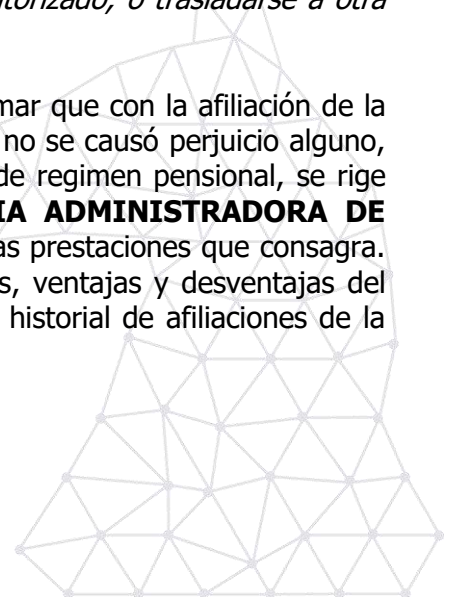 torizado, o trasladarse a otra
mar que con la afiliación de la
no se causó perjuicio alguno,
de regimen pensional, se rige
IA ADMINISTRADORA DE
as prestaciones que consagra.
s, ventajas y desventajas del
historial de afiliaciones de la